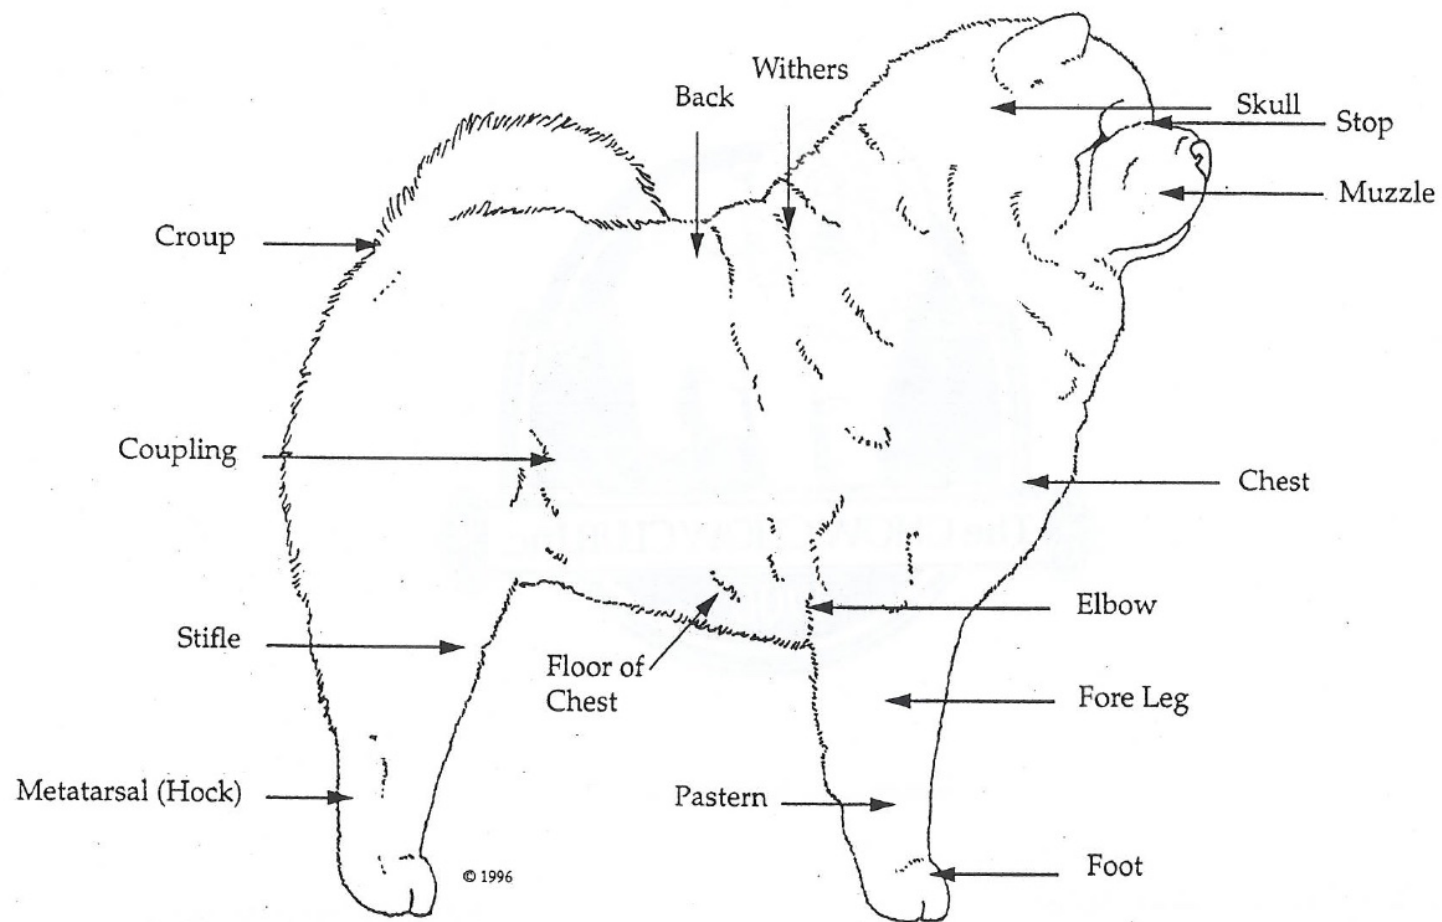 Withers
Back
Skull
Stop
Muzzle
Croup
Coupling
Chest
Elbow
Stifle
Floor of
Chest
Fore Leg
Metatarsal (Hock)
Pastern
Foot
© 1996